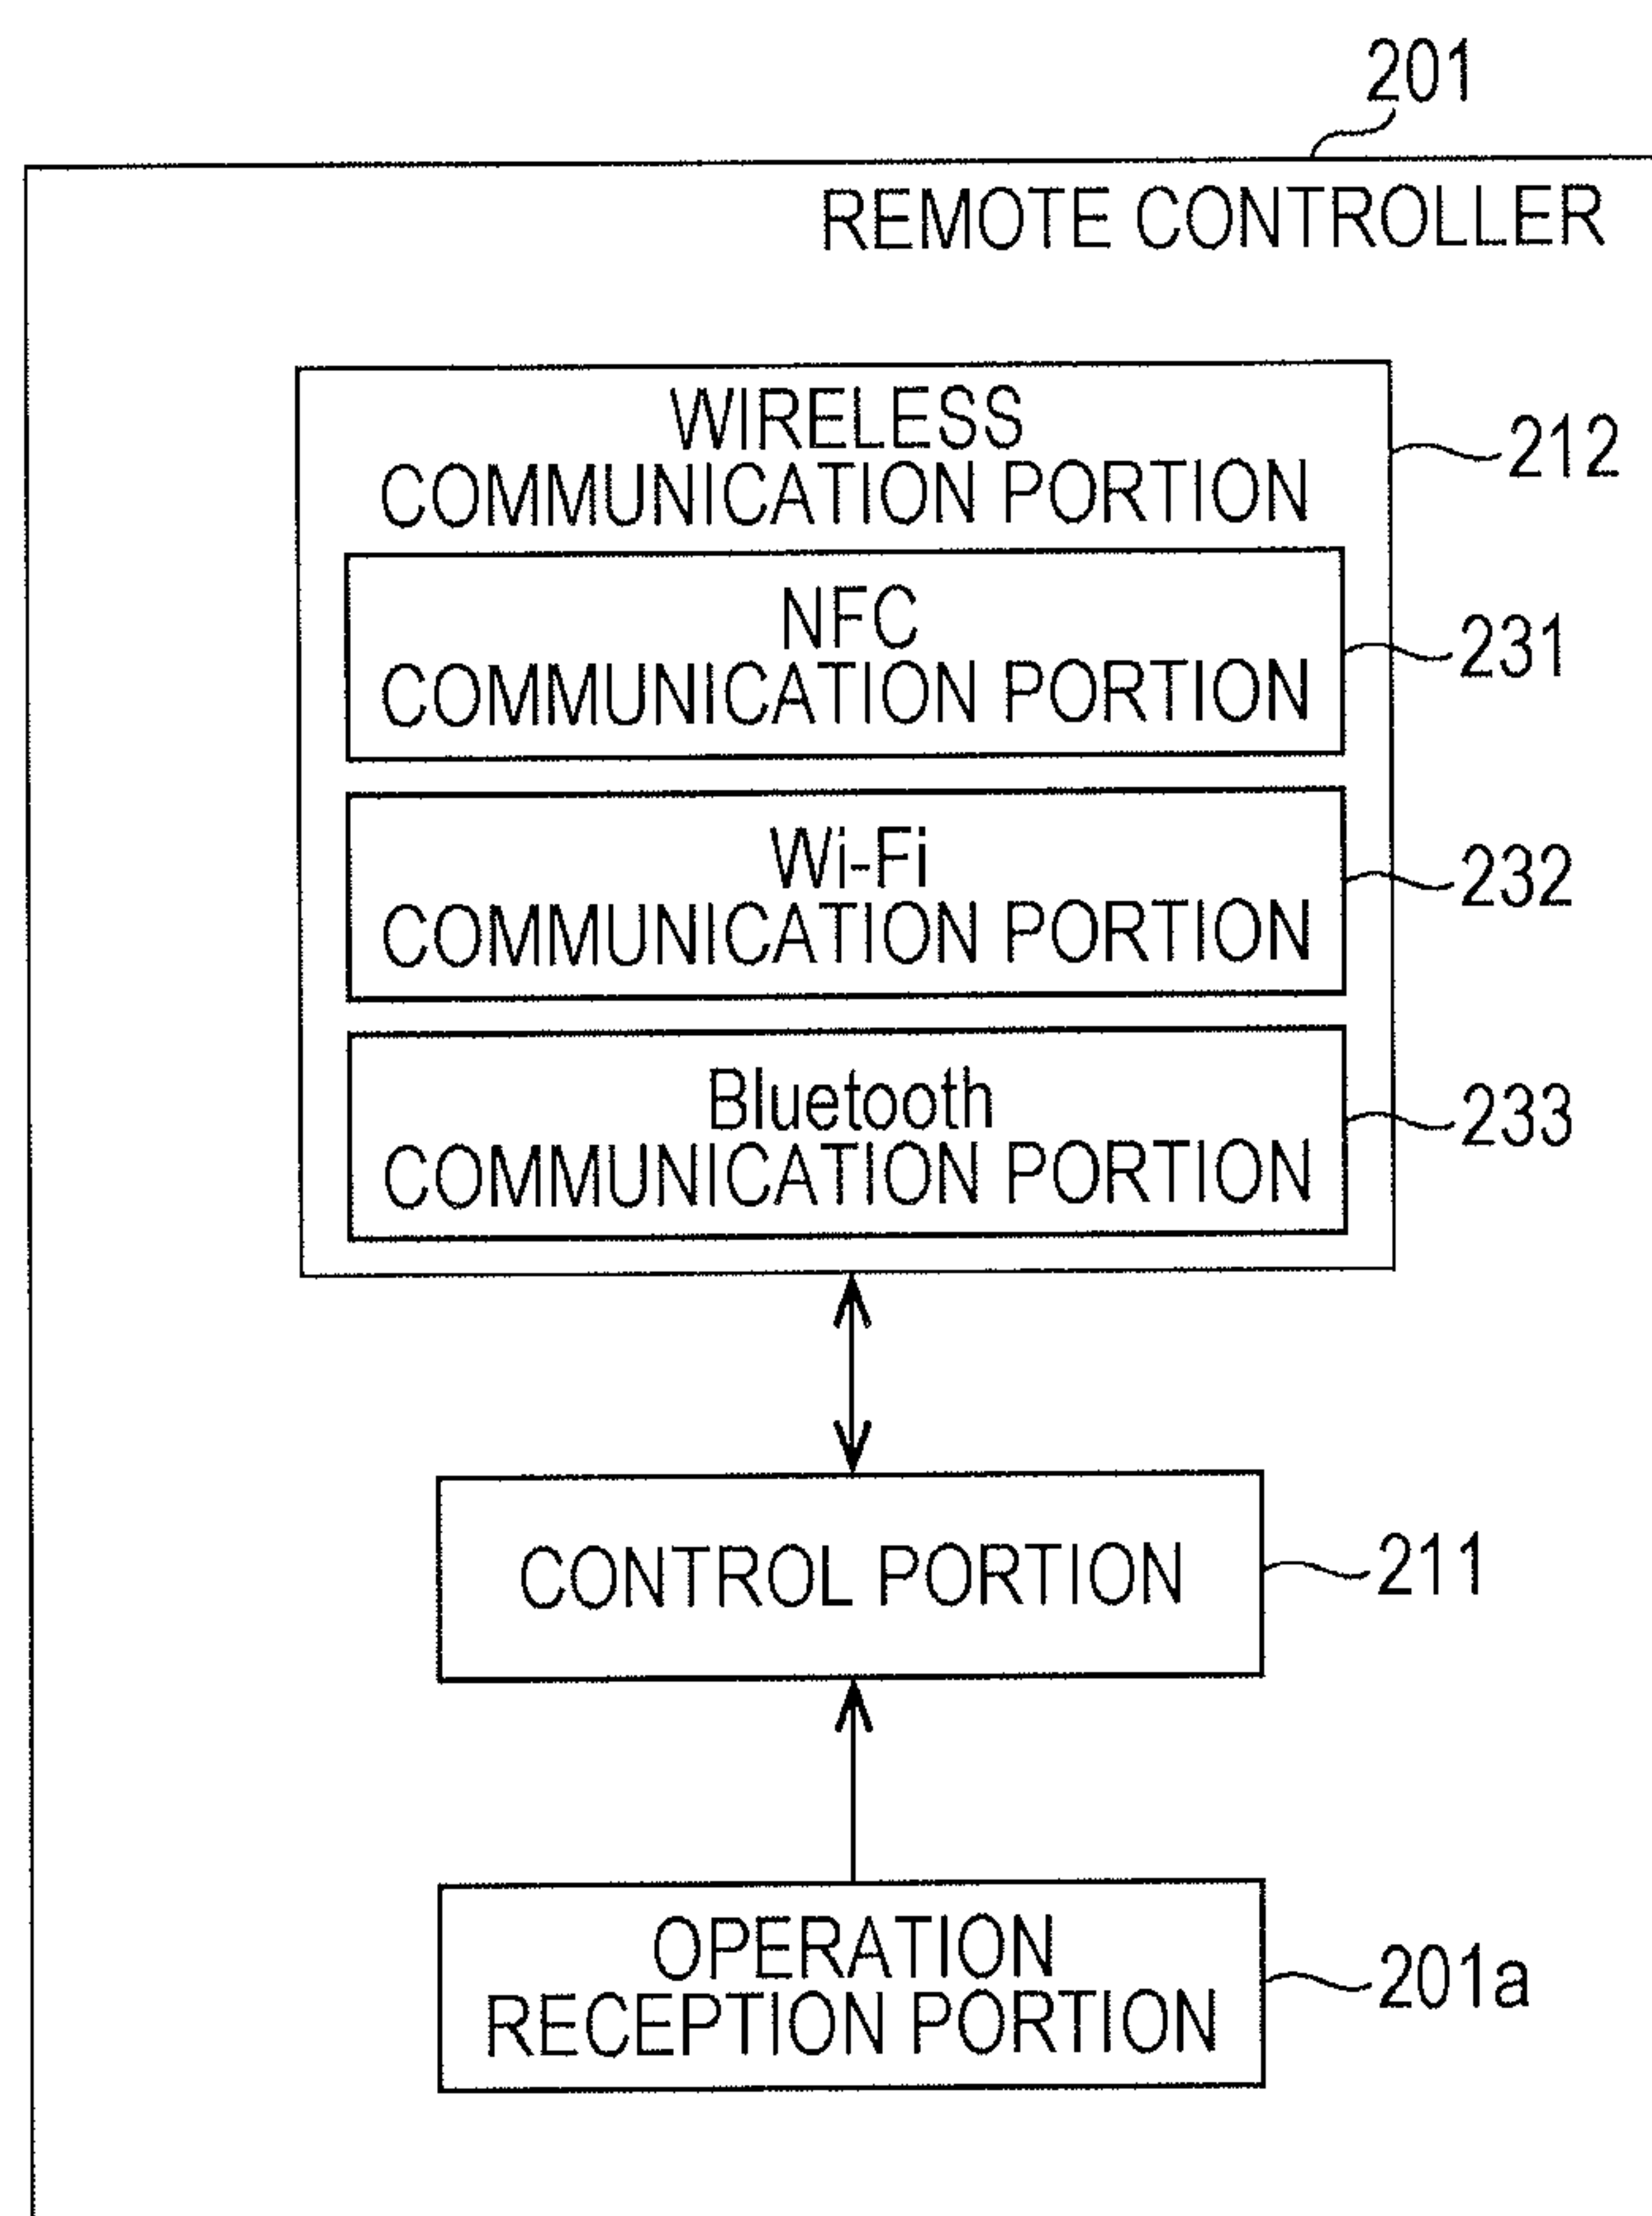 201
REMOTE CONTROLLER
WIRELESS
COMMUNICATION PORTION
212
NFC
COMMUNICATION PORTION
231
Wi-Fi
COMMUNICATION PORTION
232
Bluetooth
COMMUNICATION PORTION
233
CONTROL PORTION
211
OPERATION
RECEPTION PORTION
201a